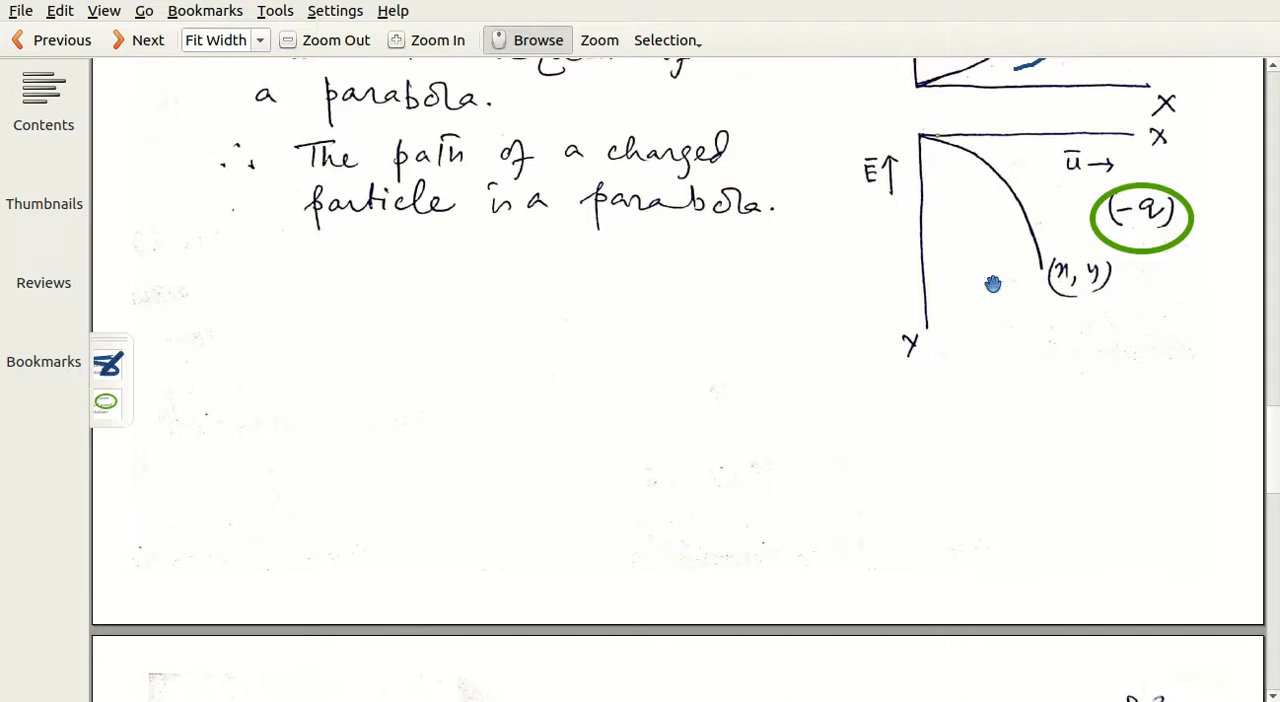 File Edit View Go Bookmarks Tools Settings Help
Previous Next Fit Width Zoom Out Zoom In Browse Zoom Selection
Contents
Thumbnails
Reviews
Bookmarks
of
a parabola.
∴ The path of a charged
particle is a parabola.
X
X
E↑
u →
(-q)
(x, y)
Y